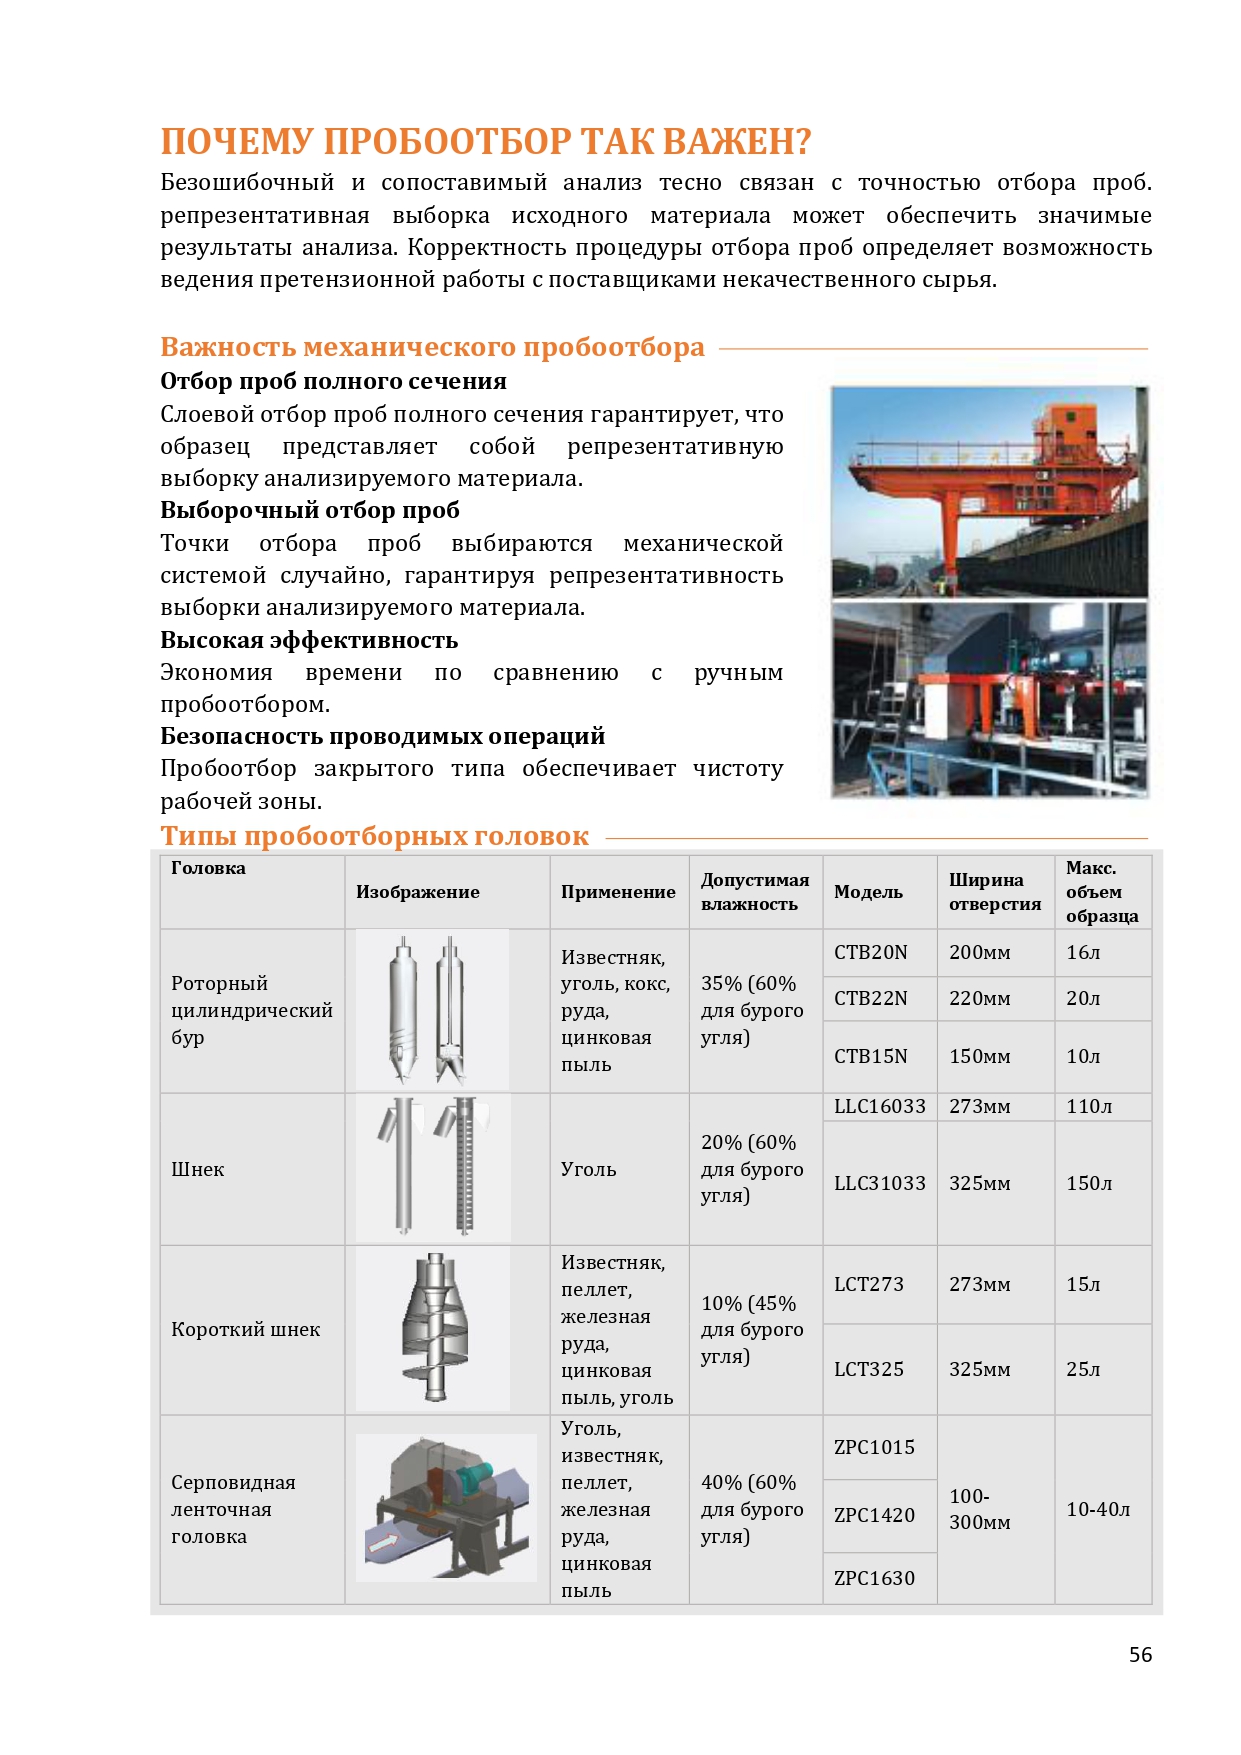 ПОЧЕМУ ПРОБООТБОР ТАК ВАЖЕН?
Безошибочный и сопоставимый анализ тесно связан с точностью отбора проб.
репрезентативная выборка исходного материала может обеспечить значимые
результаты анализа. Корректность процедуры отбора проб определяет возможность
ведения претензионной работы с поставщиками некачественного сырья.
Важность механического пробоотбора
Отбор проб полного сечения
Слоевой отбор проб полного сечения гарантирует, что
образец представляет собой репрезентативную
выборку анализируемого материала.
Выборочный отбор проб
Точки отбора проб выбираются механической
системой случайно, гарантируя репрезентативность
выборки анализируемого материала.
Высокая эффективность
Экономия времени по сравнению с ручным
пробоотбором.
Безопасность проводимых операций
Пробоотбор закрытого типа обеспечивает чистоту
рабочей зоны.
Типы пробоотборных головок
Головка
Изображение
Применение
Допустимая
влажность
Модель
Ширина
отверстия
Макс.
объем
образца
Роторный
цилиндрический
бур
Известняк,
уголь, кокс,
руда,
цинковая
пыль
35% (60%
для бурого
угля)
CTB20N 200мм 16л
CTB22N 220мм 20л
CTB15N 150мм 10л
Шнек
Уголь
20% (60%
для бурого
угля)
LLC16033 273мм 110л
LLC31033 325мм 150л
Короткий шнек
Известняк,
пеллет,
железная
руда,
цинковая
пыль, уголь
10% (45%
для бурого
угля)
LCT273 273мм 15л
LCT325 325мм 25л
Серповидная
ленточная
головка
Уголь,
известняк,
пеллет,
железная
руда,
цинковая
пыль
40% (60%
для бурого
угля)
ZPC1015
ZPC1420
ZPC1630
100-
300мм
10-40л
56